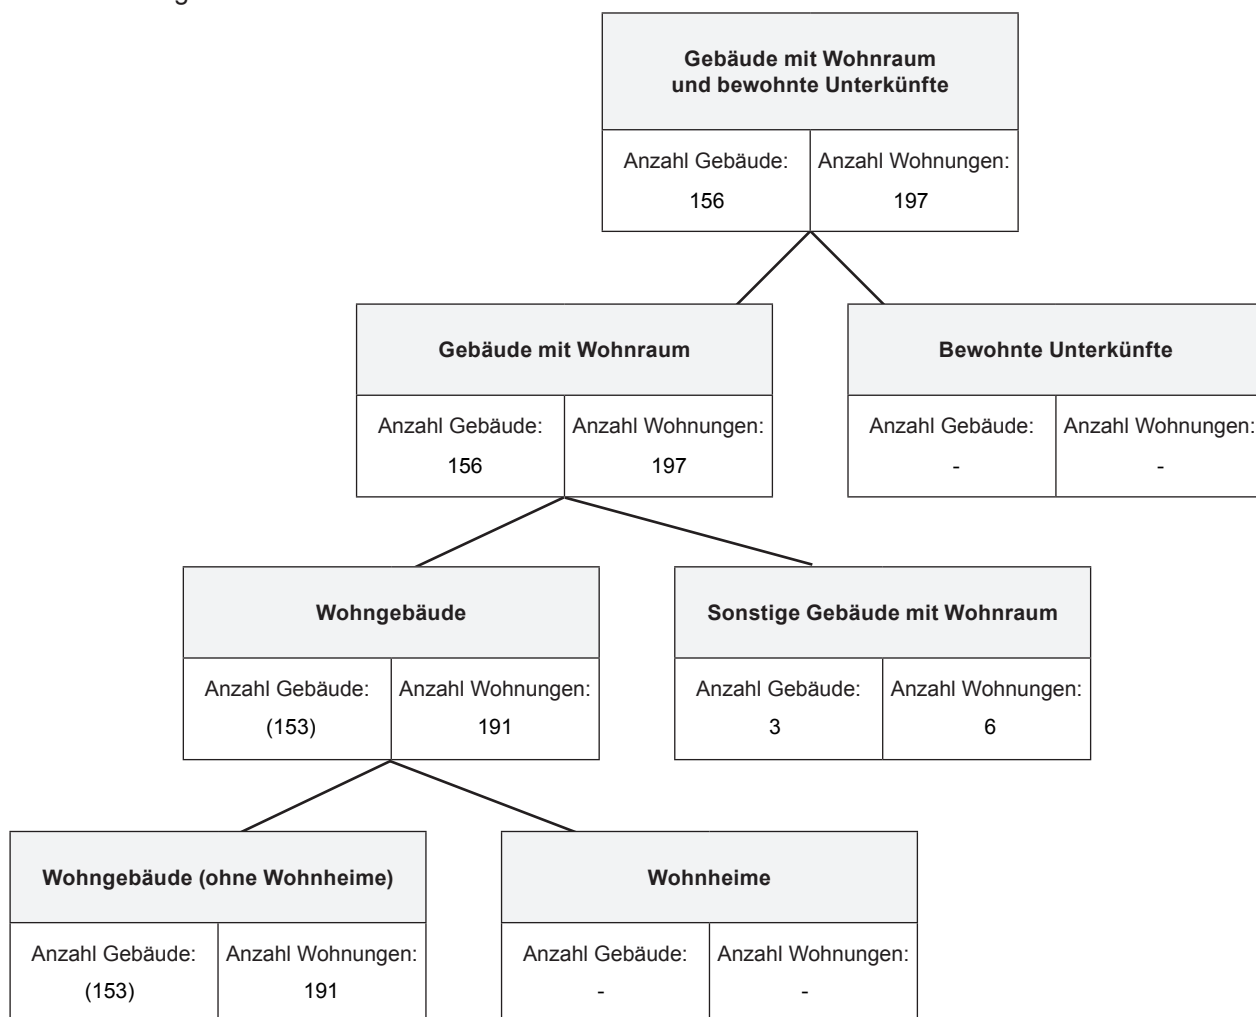 Gebäude mit Wohnraum
und bewohnte Unterkünfte
Anzahl Gebäude: Anzahl Wohnungen:
156 197
Gebäude mit Wohnraum Bewohnte Unterkünfte
Anzahl Gebäude: Anzahl Wohnungen: Anzahl Gebäude: Anzahl Wohnungen:
156 197 - -
Wohngebäude Sonstige Gebäude mit Wohnraum
Anzahl Gebäude: Anzahl Wohnungen: Anzahl Gebäude: Anzahl Wohnungen:
(153) 191 3 6
Wohngebäude (ohne Wohnheime) Wohnheime
Anzahl Gebäude: Anzahl Wohnungen: Anzahl Gebäude: Anzahl Wohnungen:
(153) 191 - -